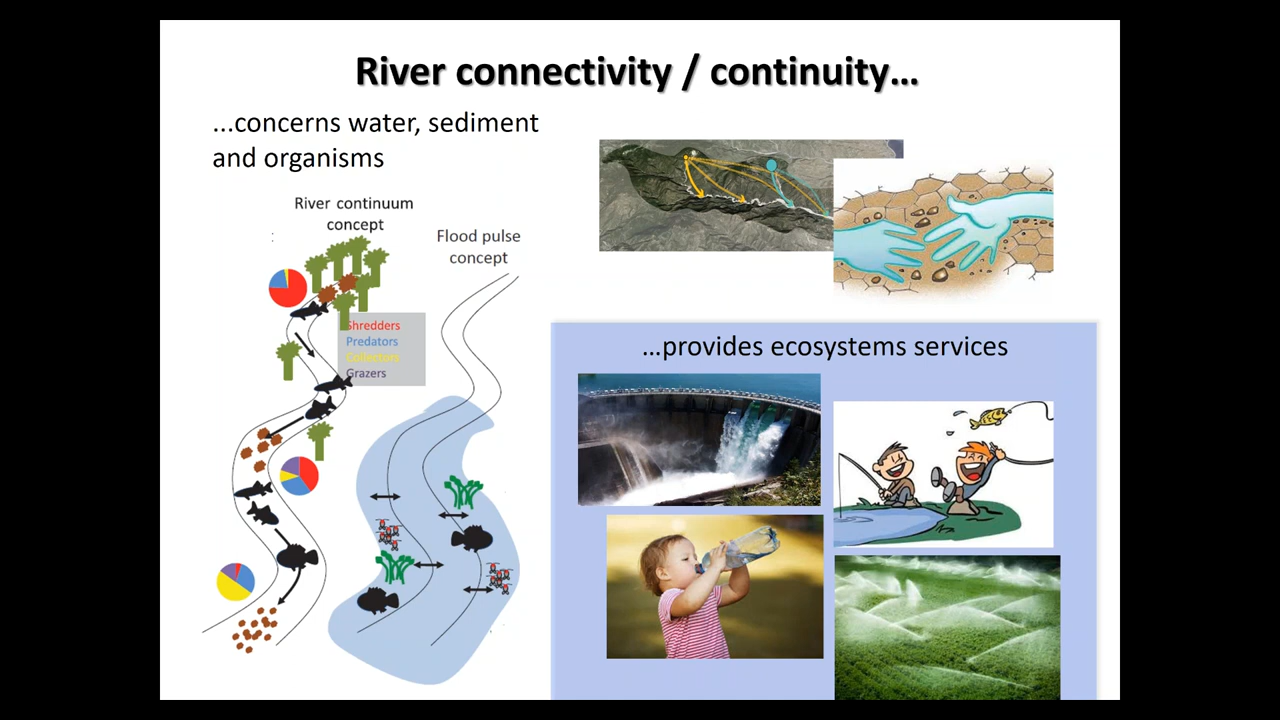 River connectivity / continuity...
...concerns water, sediment
and organisms
River continuum
concept
Flood pulse
concept
Shredders
Predators
Collectors
Grazers
...provides ecosystems services